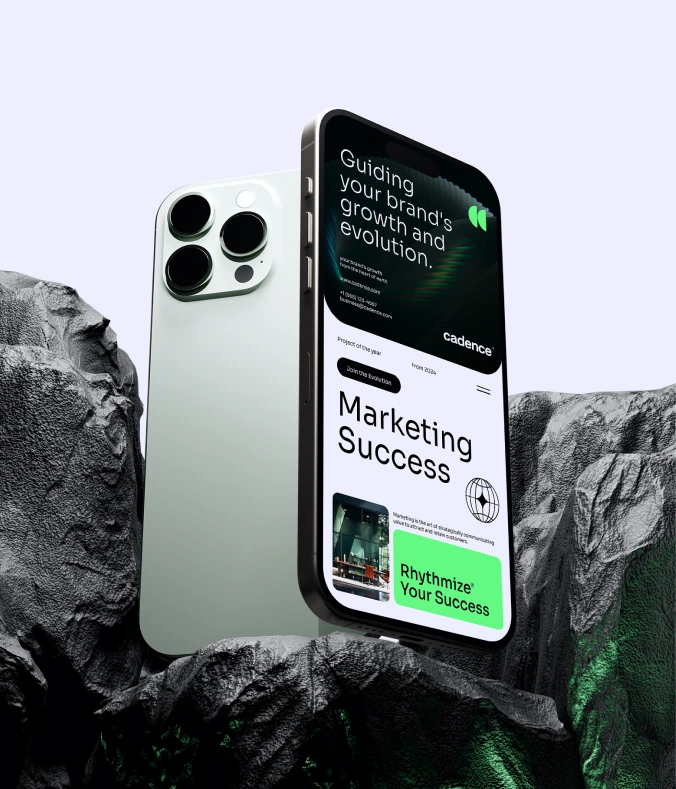 Guiding
your brand's
growth and
evolution.
your brand's growth
from the heart of earth
www.cadence.com
+1 (555) 123-4567
business@cadence.com
cadence
Project of the year
From 2024
Join the Evolution
Marketing
Success
Marketing is the art of strategically communicating
value to attract and retain customers.
Rhythmize®
Your Success